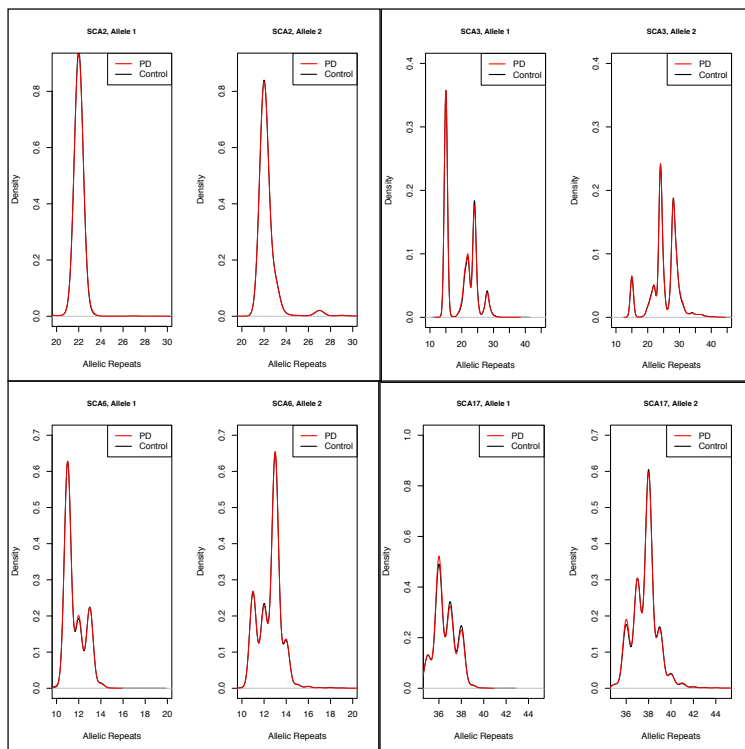 SCA2, Allele 1
PD
Control
Density
0.0 0.2 0.4 0.6 0.8
20 22 24 26 28 30
Allelic Repeats
SCA2, Allele 2
PD
Control
Density
0.0 0.2 0.4 0.6 0.8
20 22 24 26 28 30
Allelic Repeats
SCA3, Allele 1
PD
Control
Density
0.0 0.1 0.2 0.3 0.4
10 20 30 40
Allelic Repeats
SCA3, Allele 2
PD
Control
Density
0.0 0.1 0.2 0.3 0.4
10 20 30 40
Allelic Repeats
SCA6, Allele 1
PD
Control
Density
0.0 0.1 0.2 0.3 0.4 0.5 0.6 0.7
10 12 14 16 18 20
Allelic Repeats
SCA6, Allele 2
PD
Control
Density
0.0 0.1 0.2 0.3 0.4 0.5 0.6 0.7
10 12 14 16 18 20
Allelic Repeats
SCA17, Allele 1
PD
Control
Density
0.0 0.2 0.4 0.6 0.8 1.0
36 38 40 42 44
Allelic Repeats
SCA17, Allele 2
PD
Control
Density
0.0 0.1 0.2 0.3 0.4 0.5 0.6 0.7
36 38 40 42 44
Allelic Repeats